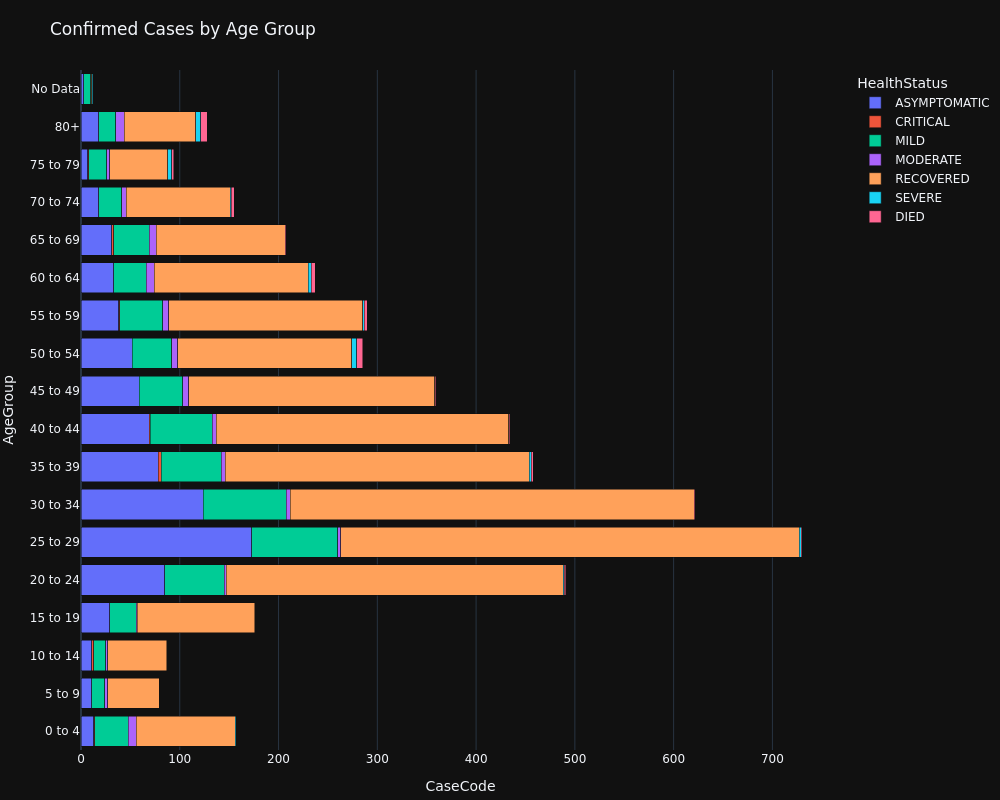 Confirmed Cases by Age Group
HealthStatus
ASYMPTOMATIC
CRITICAL
MILD
MODERATE
RECOVERED
SEVERE
DIED
AgeGroup
No Data
80+
75 to 79
70 to 74
65 to 69
60 to 64
55 to 59
50 to 54
45 to 49
40 to 44
35 to 39
30 to 34
25 to 29
20 to 24
15 to 19
10 to 14
5 to 9
0 to 4
0 100 200 300 400 500 600 700
CaseCode